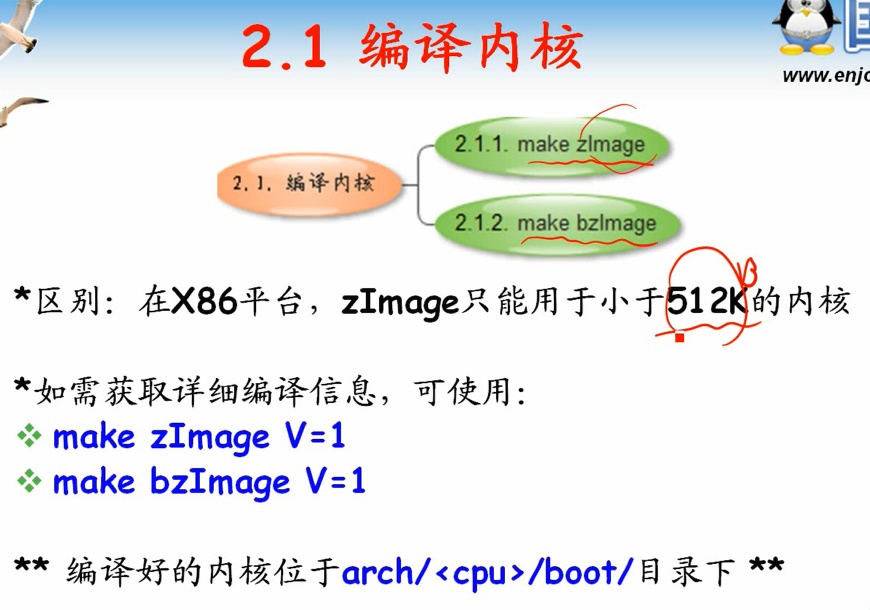 2.1 编译内核
www.enjo
2.1. 编译内核
2.1.1. make zImage
2.1.2. make bzImage
*区别：在X86平台，zImage只能用于小于512K的内核
B
*如需获取详细编译信息，可使用：
make zImage V=1
make bzImage V=1
** 编译好的内核位于arch/<cpu>/boot/目录下 **